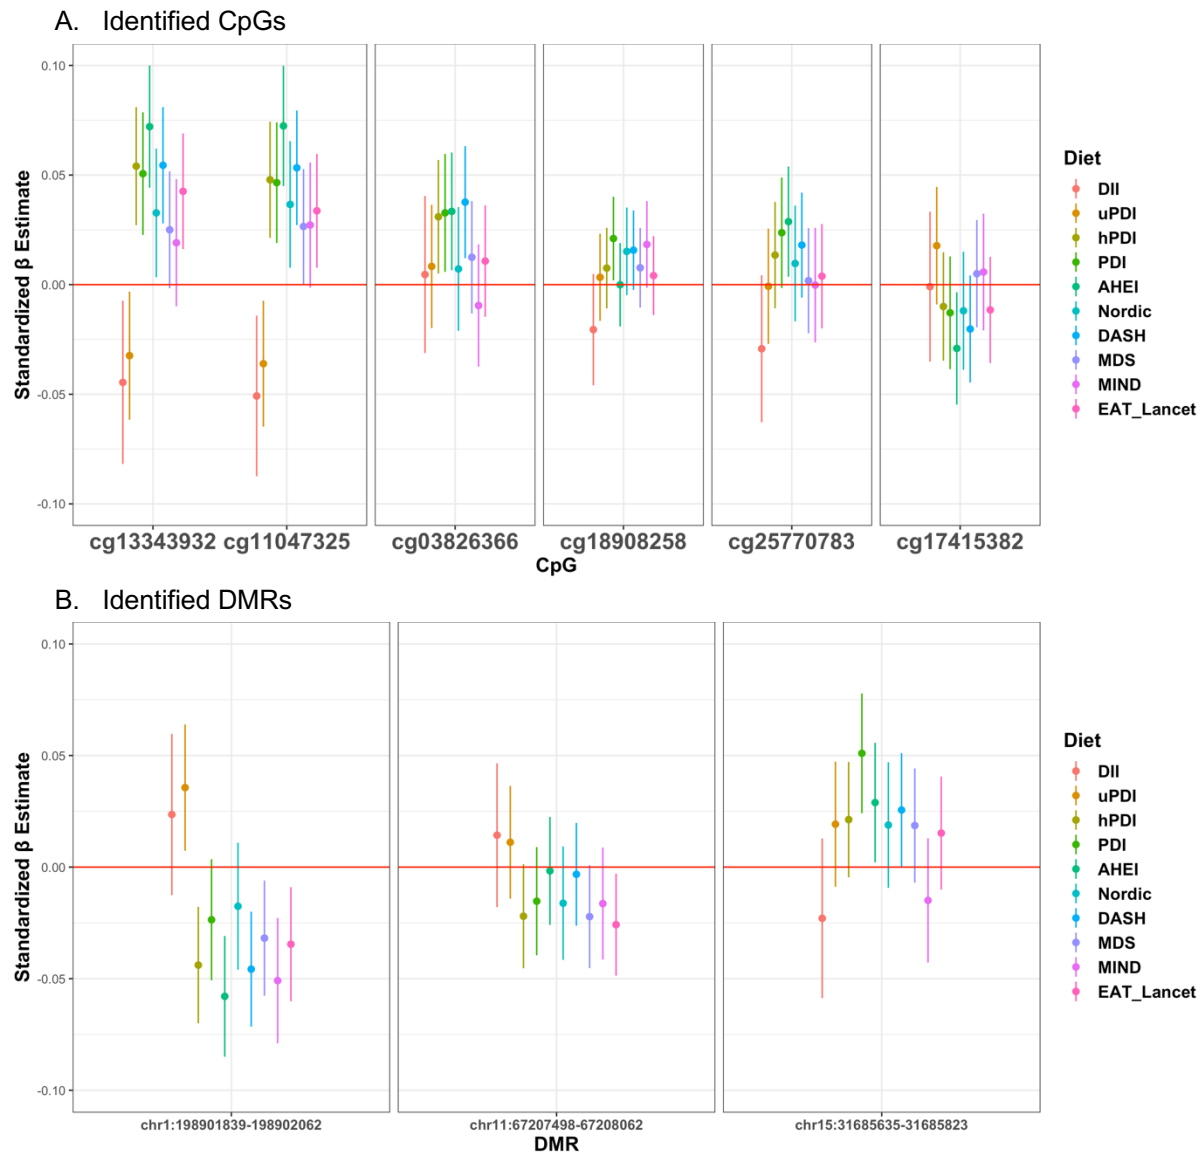 A. Identified CpGs
Standardized β Estimate
0.10
0.05
0.00
-0.05
-0.10
cg13343932 cg11047325 cg03826366 cg18908258 cg25770783 cg17415382
CpG
Diet
DII
uPDI
hPDI
PDI
AHEI
Nordic
DASH
MDS
MIND
EAT_Lancet
B. Identified DMRs
Standardized β Estimate
0.10
0.05
0.00
-0.05
-0.10
chr1:198901839-198902062 chr11:67207498-67208062 chr15:31685635-31685823
DMR
Diet
DII
uPDI
hPDI
PDI
AHEI
Nordic
DASH
MDS
MIND
EAT_Lancet